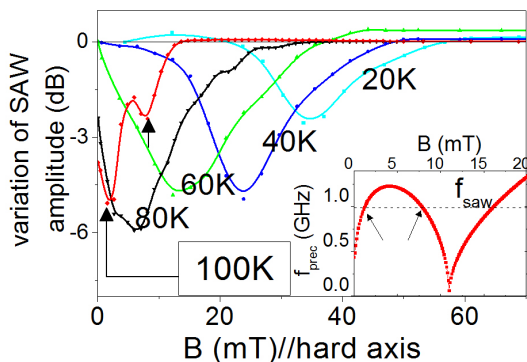 variation of SAW
amplitude (dB)
0
-3
-6
20K
40K
60K
80K
100K
0
20
40
60
B (mT)//hard axis
B (mT)
0
5
10
15
20
f_saw
f_prec (GHz)
1.0
0.5
0.0